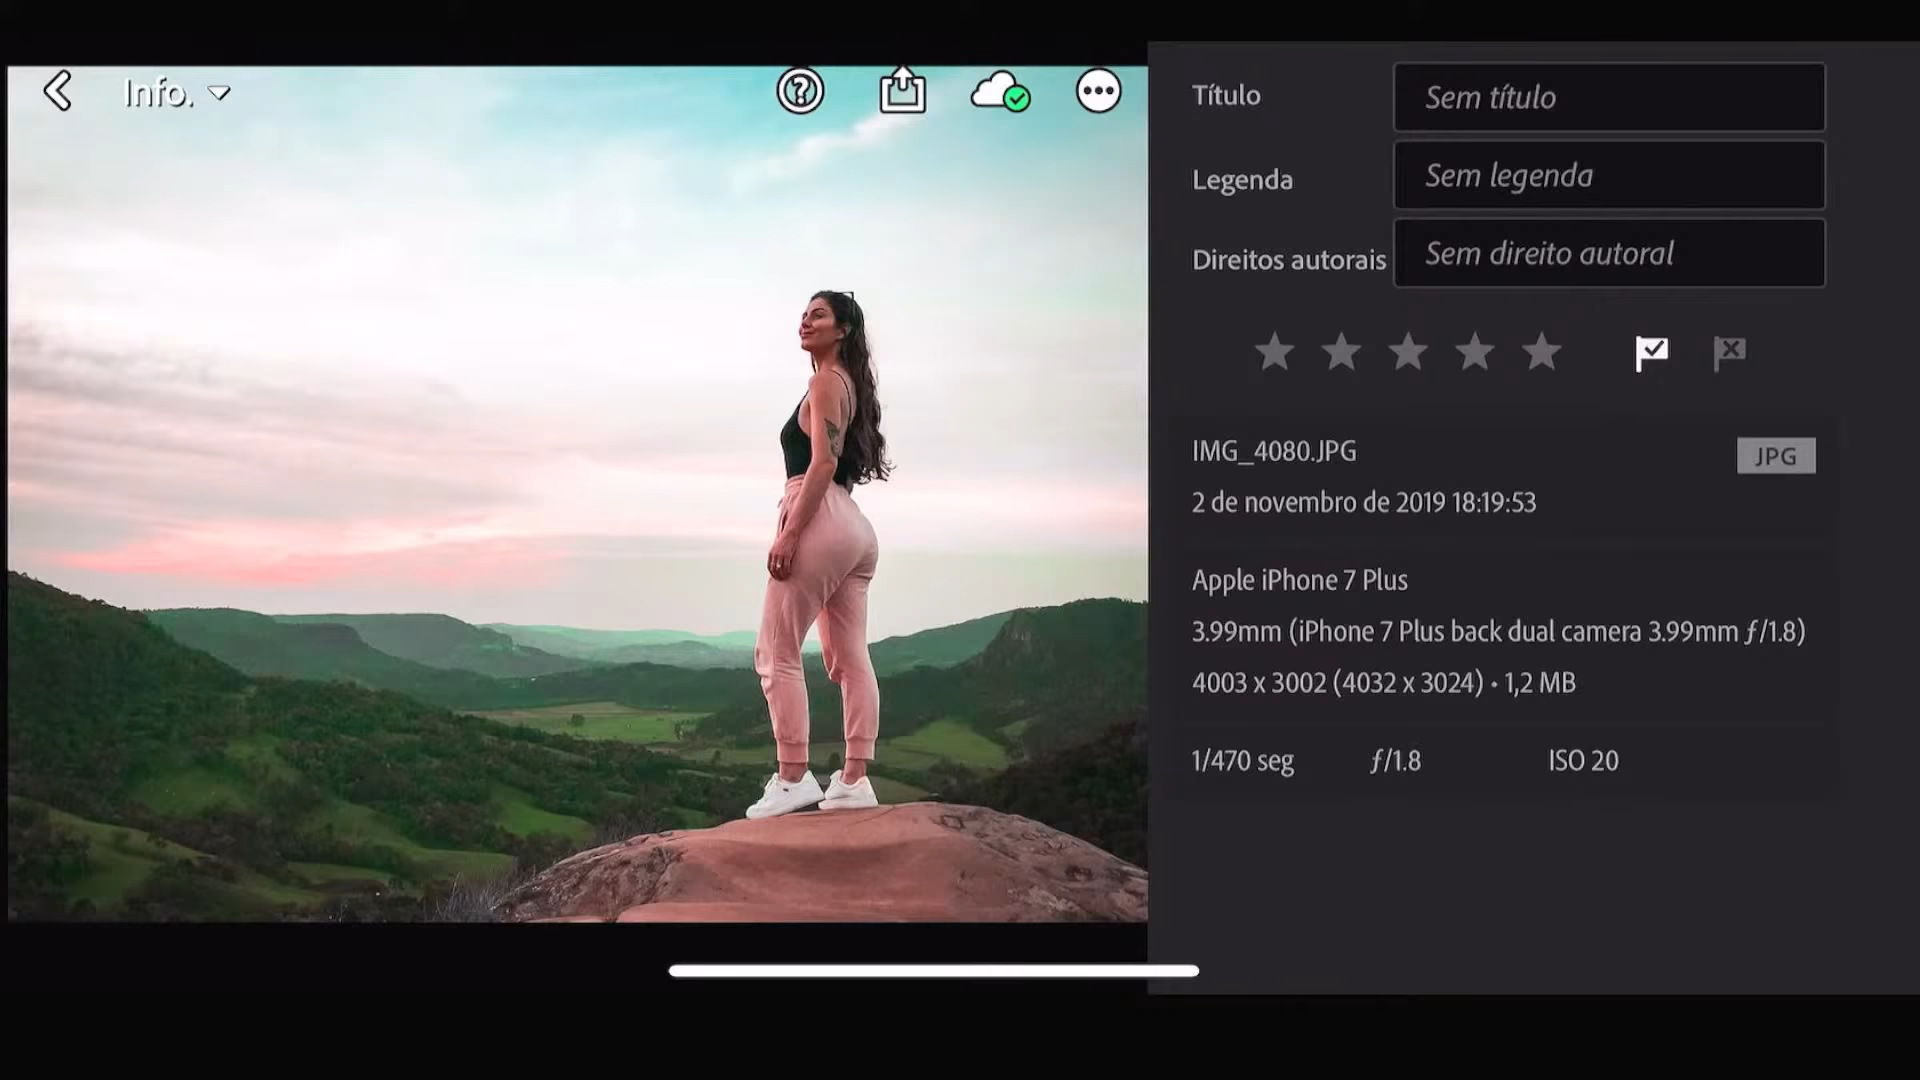 Info.
Título
Sem título
Legenda
Sem legenda
Direitos autorais
Sem direito autoral
IMG_4080.JPG
JPG
2 de novembro de 2019 18:19:53
Apple iPhone 7 Plus
3.99mm (iPhone 7 Plus back dual camera 3.99mm ƒ/1.8)
4003 x 3002 (4032 x 3024) • 1,2 MB
1/470 seg ƒ/1.8 ISO 20